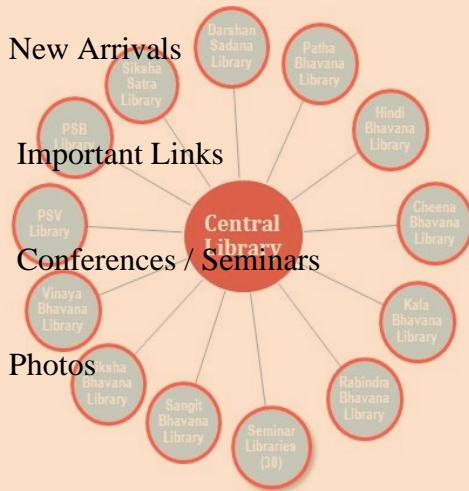 New Arrivals
Important Links
Conferences / Seminars
Photos
Central
Library
Darshan
Sadana
Library
Patha
Bhavana
Library
Hindi
Bhavana
Library
Cheena
Bhavana
Library
Kala
Bhavana
Library
Rabindra
Bhavana
Library
Seminar
Libraries
(30)
Sangit
Bhavana
Library
Bhavana
Library
Vinaya
Bhavana
Library
PSV
Library
PSB
Library
Siksha
Satra
Library